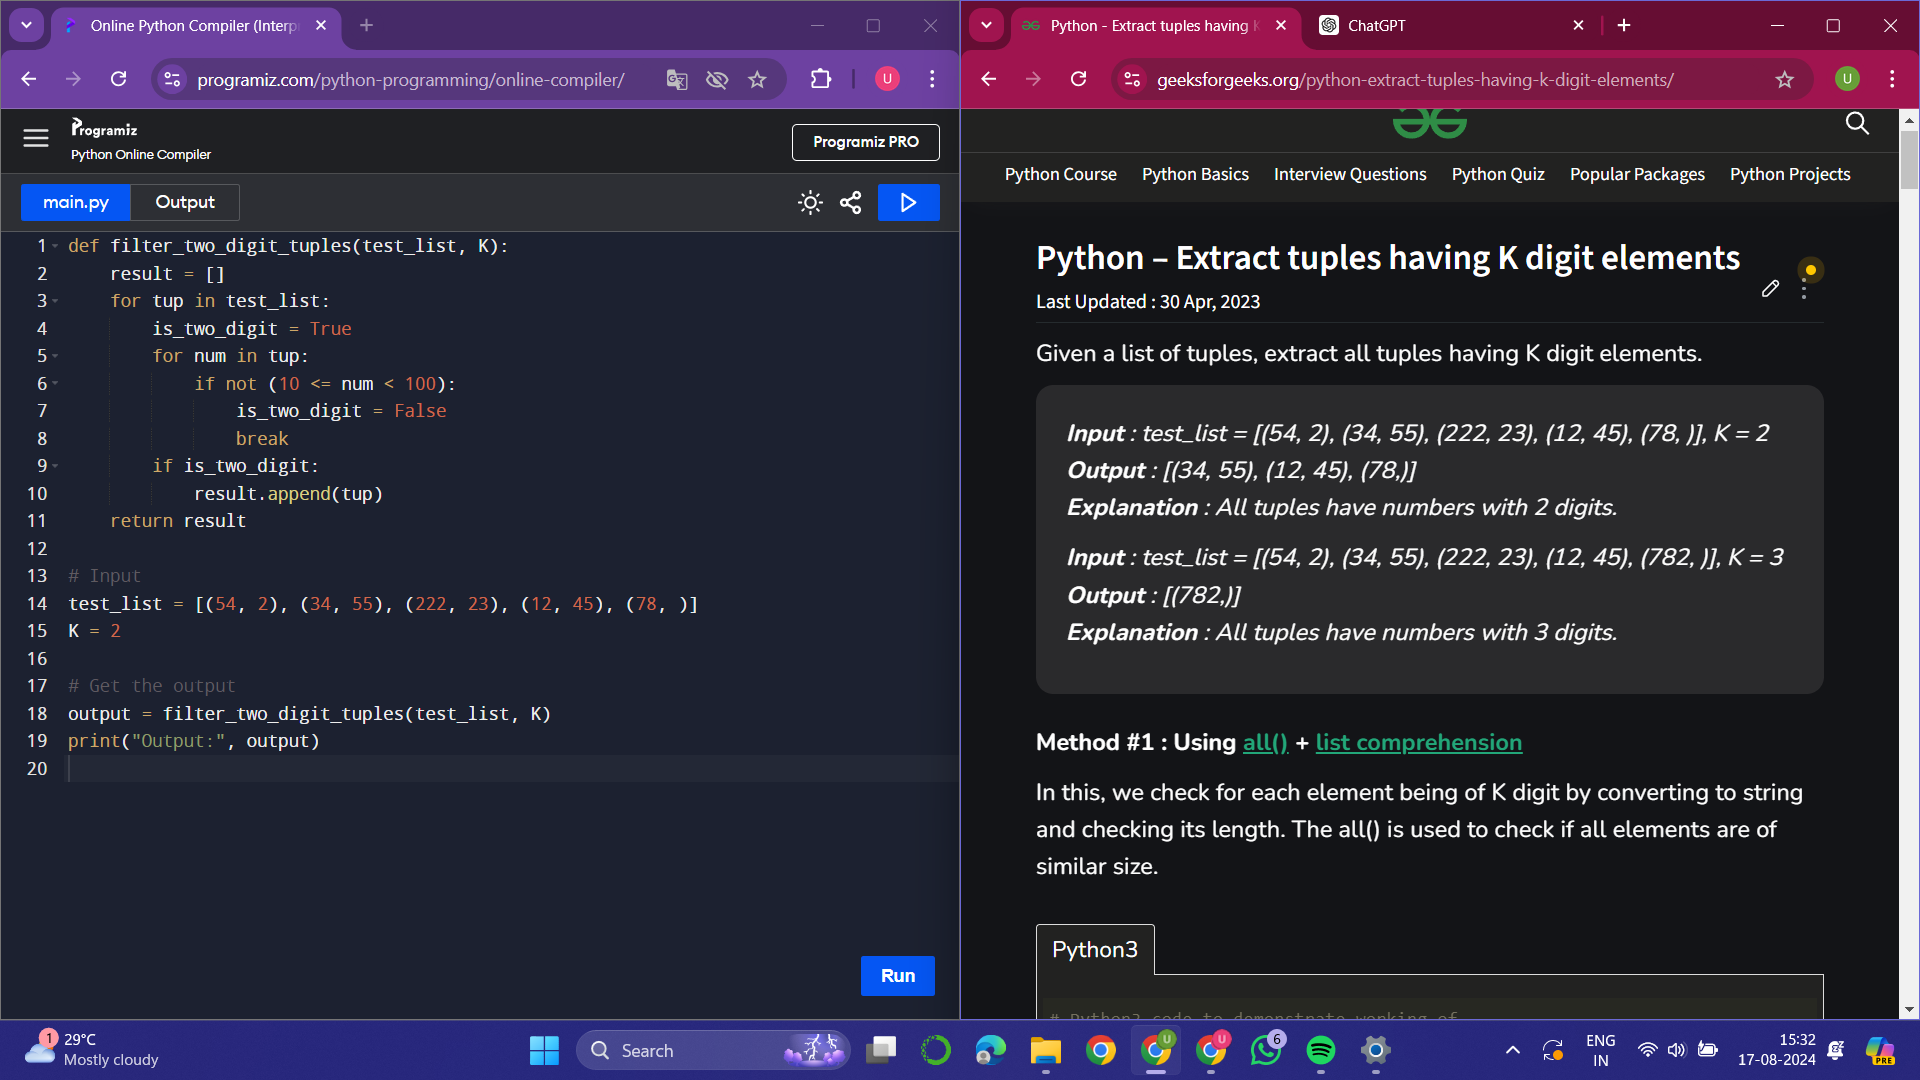 Online Python Compiler (Interp
programiz.com/python-programming/online-compiler/
U
Programiz
Python Online Compiler
Programiz PRO
main.py
Output
1 def filter_two_digit_tuples(test_list, K):
2 result = []
3 for tup in test_list:
4 is_two_digit = True
5 for num in tup:
6 if not (10 <= num < 100):
7 is_two_digit = False
8 break
9 if is_two_digit:
10 result.append(tup)
11 return result
12
13 # Input
14 test_list = [(54, 2), (34, 55), (222, 23), (12, 45), (78, )]
15 K = 2
16
17 # Get the output
18 output = filter_two_digit_tuples(test_list, K)
19 print("Output:", output)
20
Run
Python - Extract tuples having K
ChatGPT
geeksforgeeks.org/python-extract-tuples-having-k-digit-elements/
U
Python Course Python Basics Interview Questions Python Quiz Popular Packages Python Projects
Python – Extract tuples having K digit elements
Last Updated : 30 Apr, 2023
Given a list of tuples, extract all tuples having K digit elements.
Input : test_list = [(54, 2), (34, 55), (222, 23), (12, 45), (78, )], K = 2
Output : [(34, 55), (12, 45), (78,)]
Explanation : All tuples have numbers with 2 digits.
Input : test_list = [(54, 2), (34, 55), (222, 23), (12, 45), (782, )], K = 3
Output : [(782,)]
Explanation : All tuples have numbers with 3 digits.
Method #1 : Using all() + list comprehension
In this, we check for each element being of K digit by converting to string
and checking its length. The all() is used to check if all elements are of
similar size.
Python3
# Python3 code to demonstrate working of
1
29°C
Mostly cloudy
Search
U
U
6
ENG
IN
15:32
17-08-2024
PRE